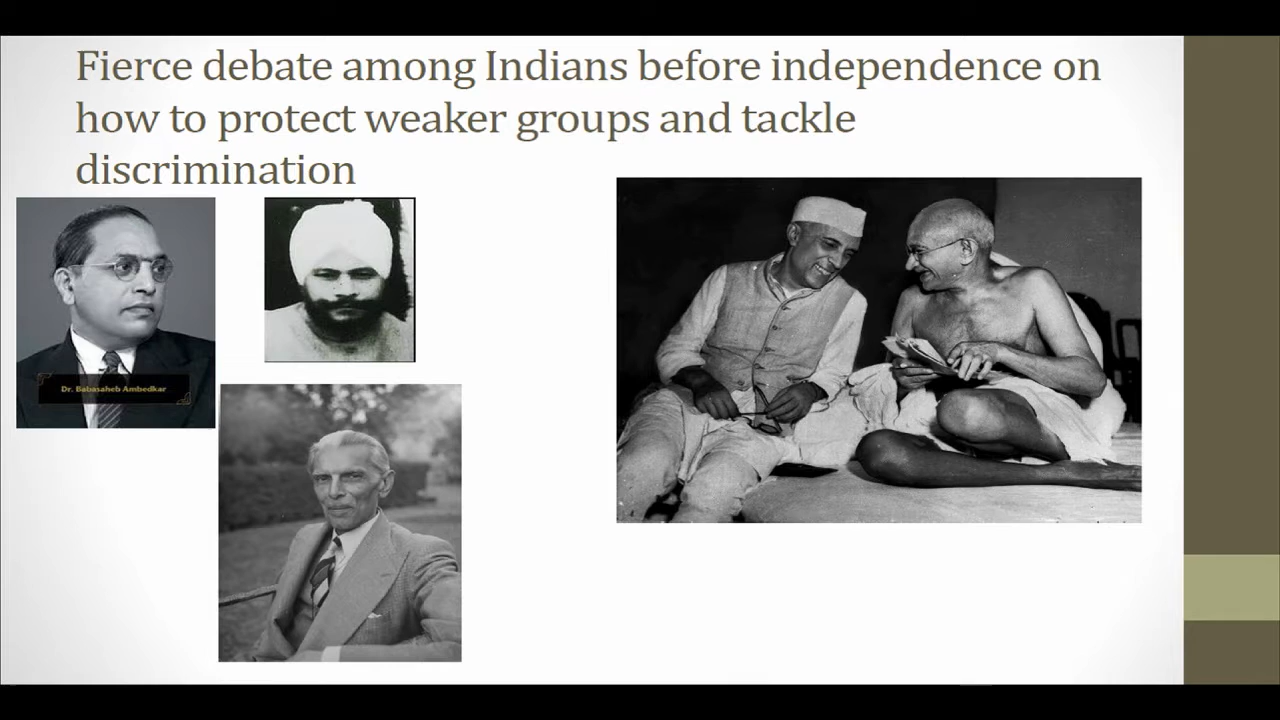 Fierce debate among Indians before independence on
how to protect weaker groups and tackle
discrimination
Dr. Babasaheb Ambedkar